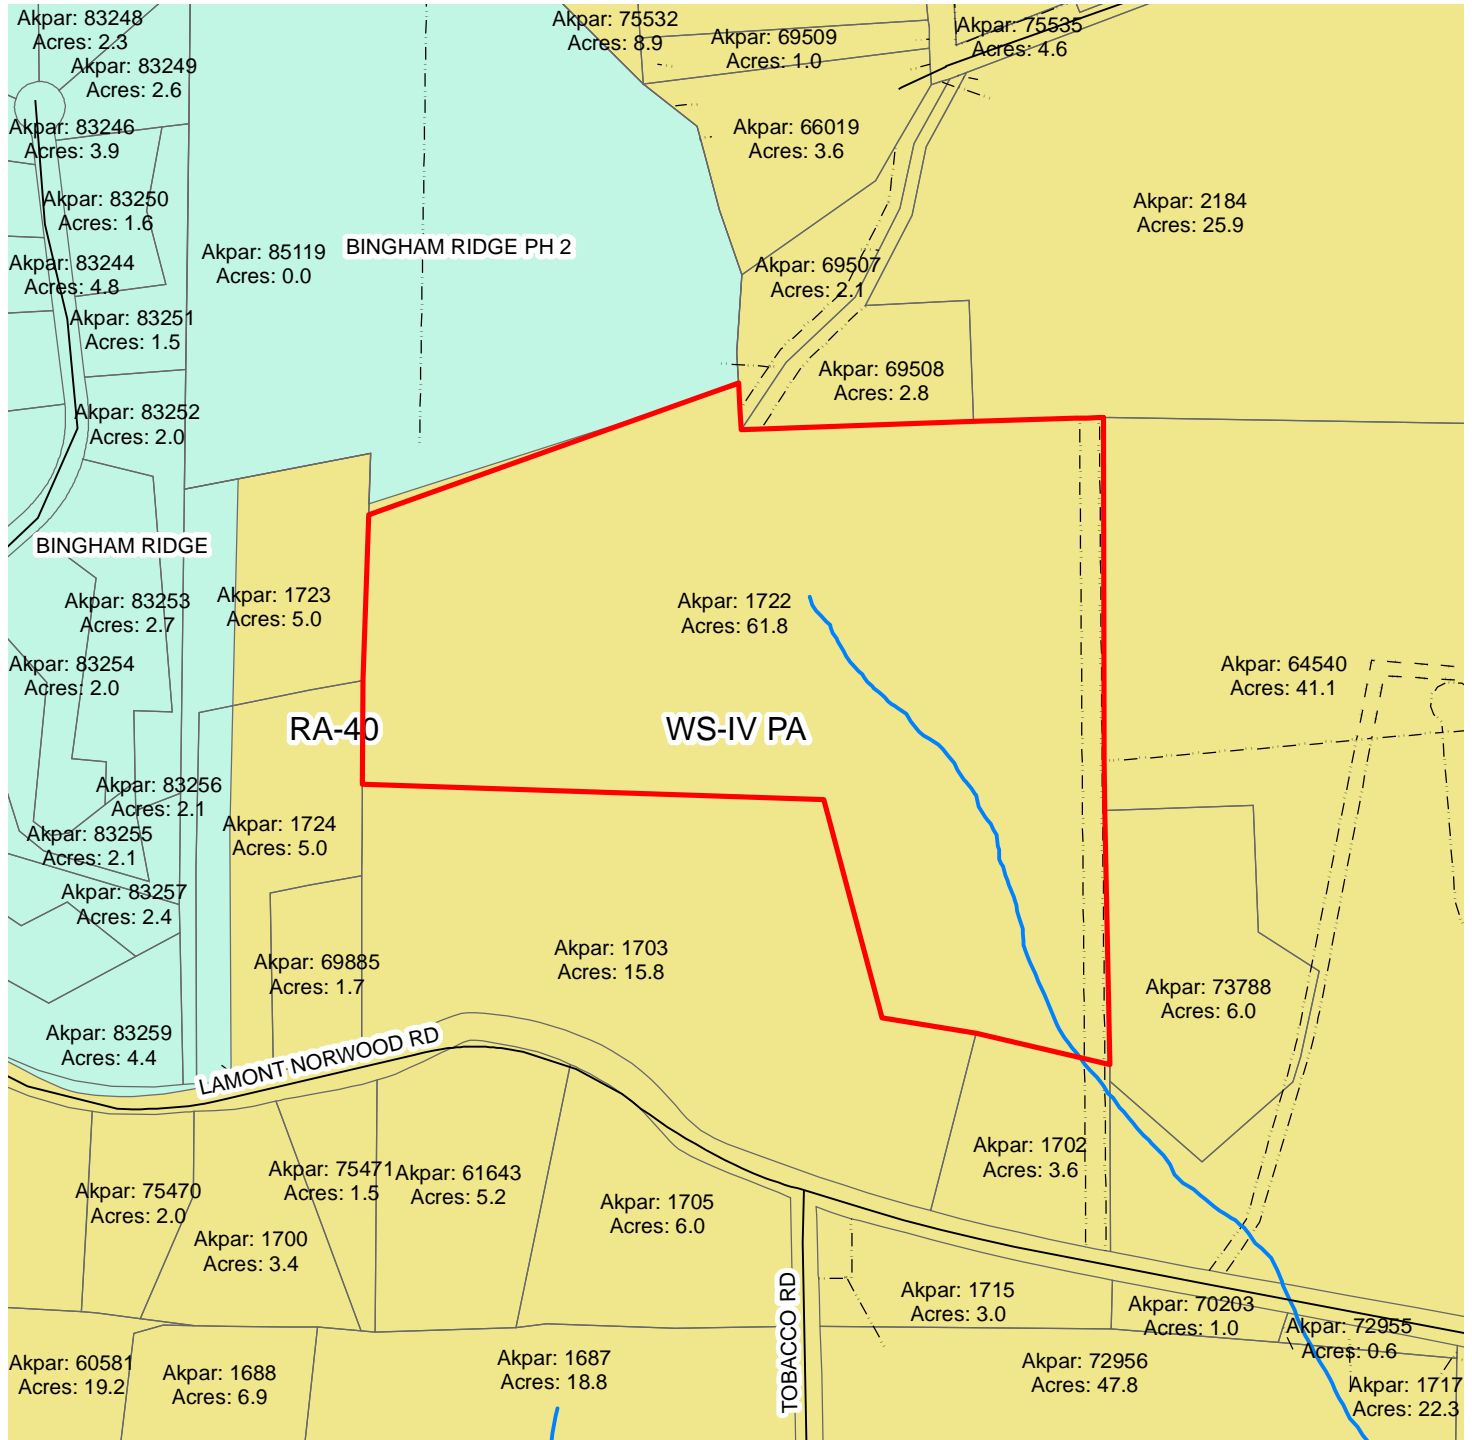 Akpar: 83248
Acres: 2.3
Akpar: 75532
Acres: 8.9
Akpar: 69509
Acres: 1.0
Akpar: 75535
Acres: 4.6
Akpar: 83249
Acres: 2.6
Akpar: 83246
Acres: 3.9
Akpar: 66019
Acres: 3.6
Akpar: 83250
Acres: 1.6
Akpar: 2184
Acres: 25.9
Akpar: 85119
Acres: 0.0
BINGHAM RIDGE PH 2
Akpar: 83244
Acres: 4.8
Akpar: 69507
Acres: 2.1
Akpar: 83251
Acres: 1.5
Akpar: 69508
Acres: 2.8
Akpar: 83252
Acres: 2.0
BINGHAM RIDGE
Akpar: 83253
Acres: 2.7
Akpar: 1723
Acres: 5.0
Akpar: 1722
Acres: 61.8
Akpar: 83254
Acres: 2.0
Akpar: 64540
Acres: 41.1
RA-40
WS-IV PA
Akpar: 83256
Acres: 2.1
Akpar: 83255
Acres: 2.1
Akpar: 1724
Acres: 5.0
Akpar: 83257
Acres: 2.4
Akpar: 69885
Acres: 1.7
Akpar: 1703
Acres: 15.8
Akpar: 73788
Acres: 6.0
Akpar: 83259
Acres: 4.4
LAMONT NORWOOD RD
Akpar: 1702
Acres: 3.6
Akpar: 75470
Acres: 2.0
Akpar: 75471
Acres: 1.5
Akpar: 61643
Acres: 5.2
Akpar: 1705
Acres: 6.0
Akpar: 1700
Acres: 3.4
TOBACCO RD
Akpar: 1715
Acres: 3.0
Akpar: 70203
Acres: 1.0
Akpar: 72955
Acres: 0.6
Akpar: 60581
Acres: 19.2
Akpar: 1688
Acres: 6.9
Akpar: 1687
Acres: 18.8
Akpar: 72956
Acres: 47.8
Akpar: 1717
Acres: 22.3